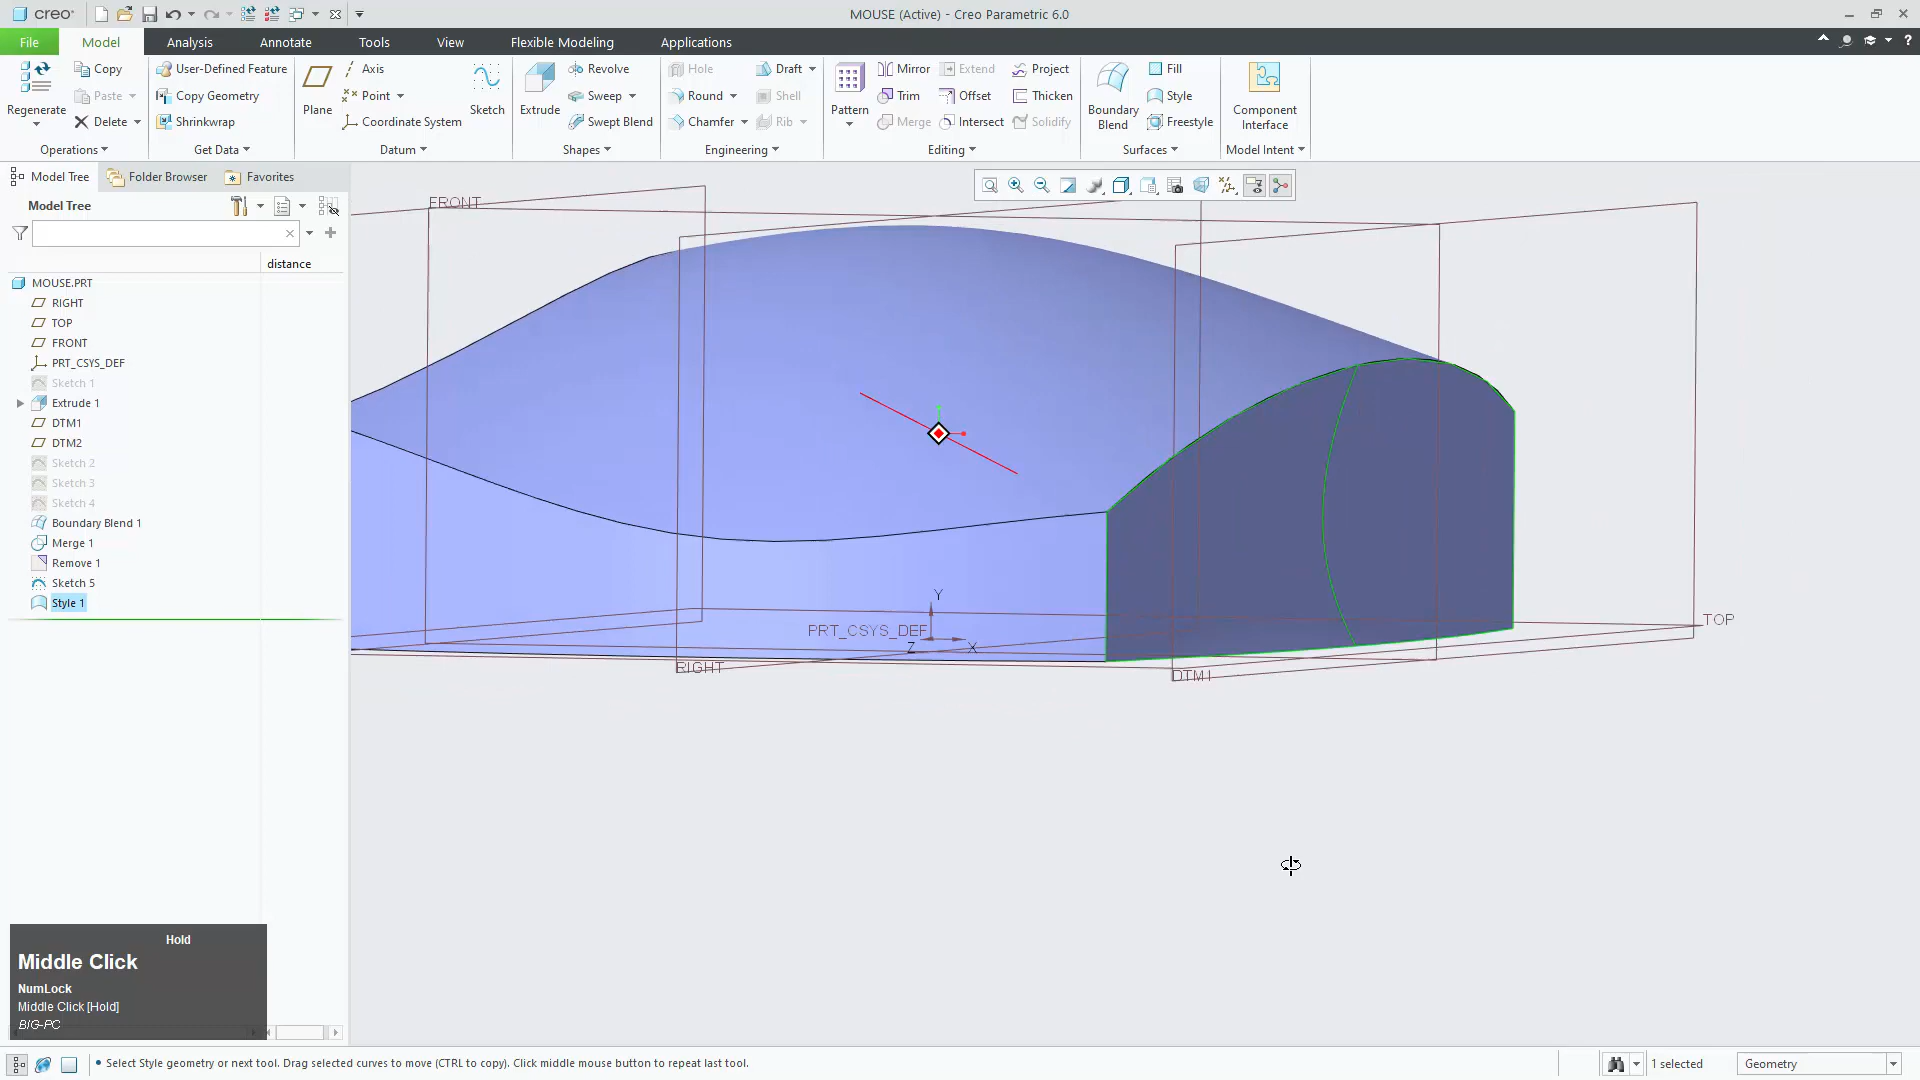 creo
MOUSE (Active) - Creo Parametric 6.0
File
Model
Analysis
Annotate
Tools
View
Flexible Modeling
Applications
Regenerate
Copy
Paste
Delete
Operations
User-Defined Feature
Copy Geometry
Shrinkwrap
Get Data
Plane
Axis
Point
Coordinate System
Sketch
Datum
Extrude
Revolve
Sweep
Swept Blend
Shapes
Hole
Round
Chamfer
Draft
Shell
Rib
Engineering
Pattern
Mirror
Trim
Merge
Extend
Offset
Intersect
Project
Thicken
Solidify
Editing
Boundary Blend
Fill
Style
Freestyle
Surfaces
Component Interface
Model Intent
Model Tree
Folder Browser
Favorites
Model Tree
distance
MOUSE.PRT
RIGHT
TOP
FRONT
PRT_CSYS_DEF
Sketch 1
Extrude 1
DTM1
DTM2
Sketch 2
Sketch 3
Sketch 4
Boundary Blend 1
Merge 1
Remove 1
Sketch 5
Style 1
FRONT
Y
PRT_CSYS_DEF
Z
X
RIGHT
DTM1
TOP
Hold
Middle Click
NumLock
Middle Click [Hold]
BIG-PC
Select Style geometry or next tool. Drag selected curves to move (CTRL to copy). Click middle mouse button to repeat last tool.
1 selected
Geometry